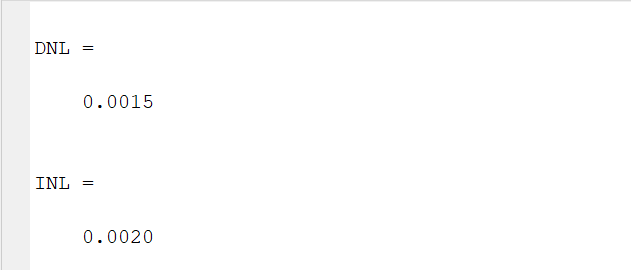 DNL =
0.0015
INL =
0.0020